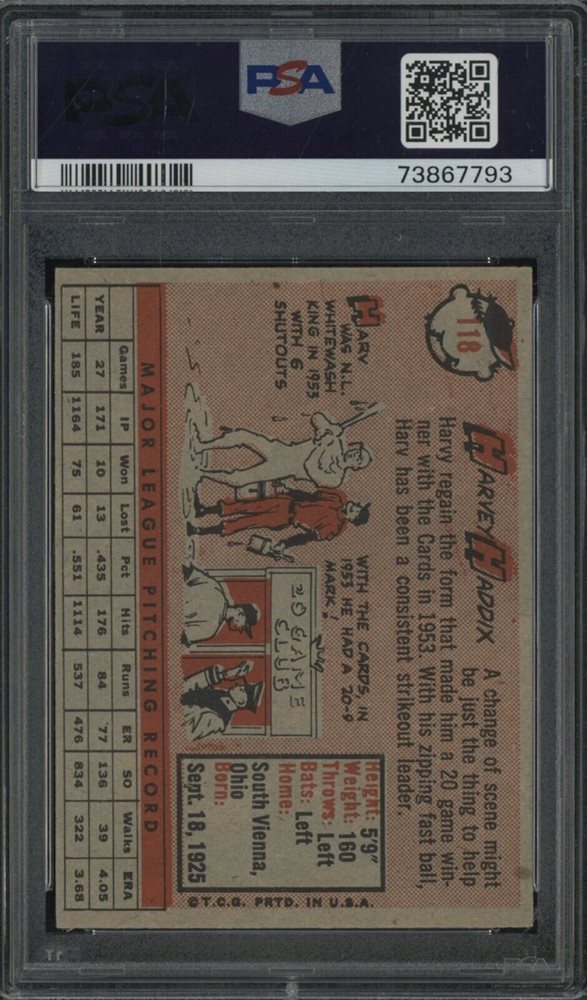 PSA
PSA
73867793
118
HARVEY HADDIX
A change of scene might
be just the thing to help
Harvy regain the form that made him a 20 game win-
ner with the Cards in 1953. With his zipping fast ball,
Harv has been a consistent strikeout leader.
HARV
WAS N.L.
WHITEWASH
KING IN 1953
WITH 6
SHUTOUTS
WITH THE CARDS, IN
1953 HE HAD A 20-9
MARK!
20 GAME
CLUB
Height: 5'9"
Weight: 160
Throws: Left
Bats: Left
Home:
South Vienna,
Ohio
Born:
Sept. 18, 1925
MAJOR LEAGUE PITCHING RECORD
Games IP Won Lost Pct Hits Runs ER SO Walks ERA
YEAR 27 171 10 13 .435 176 84 77 136 39 4.05
LIFE 185 1164 75 61 .551 1114 537 476 834 322 3.68
©T.C.G. PRTD. IN U.S.A.